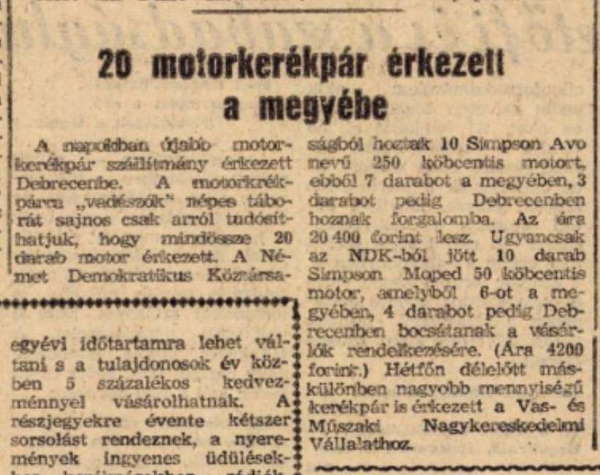 20 motorkerékpár érkezett
a megyébe
A napokban újabb motor-
kerékpár szállítmány érkezett
Debrecenbe. A motorkrék-
párra „vadászók" népes tábo-
rát sajnos csak arról tudósít-
hatjuk, hogy mindössze 20
darab motor érkezett. A Né-
met Demokratikus Köztársa-
ságból hoztak 10 Simpson Avo
nevű 250 köbcentis motort,
ebből 7 darabot a megyében, 3
darabot pedig Debrecenben
hoznak forgalomba. Az ára
20 400 forint lesz. Ugyancsak
az NDK-ból jött 10 darab
Simpson Moped 50 köbcentis
motor, amelyből 6-ot a me-
gyében, 4 darabot pedig Deb-
recenben bocsátanak a vásár-
lók rendelkezésére. (Ára 4200
forint.) Hétfőn délelőtt más-
különben nagyobb mennyiségű
kerékpár is érkezett a Vas- és
Műszaki Nagykereskedelmi
Vállalathoz.
egyévi időtartamra lehet vál-
tani s a tulajdonosok év köz-
ben 5 százalékos kedvez-
ménnyel vásárolhatnak. A
részjegyekre évente kétszer
sorsolást rendeznek, a nyere-
mények ingyenes üdülések-